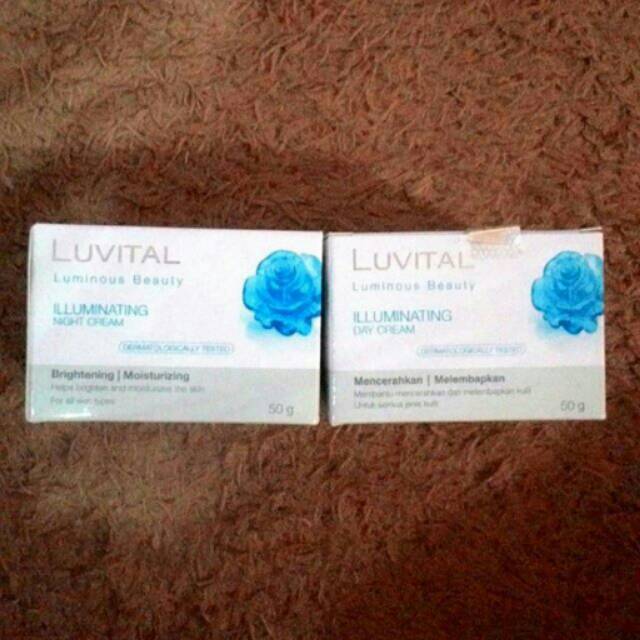 LUVITAL
Luminous Beauty
ILLUMINATING
NIGHT CREAM
DERMATOLOGICALLY TESTED
Brightening | Moisturizing
Helps brighten and moisturizes the skin
For all skin types
50 g
LUVITAL
Luminous Beauty
ILLUMINATING
DAY CREAM
DERMATOLOGICALLY TESTED
Mencerahkan | Melembapkan
Membantu mencerahkan dan melembapkan kulit
Untuk semua jenis kulit
50 g